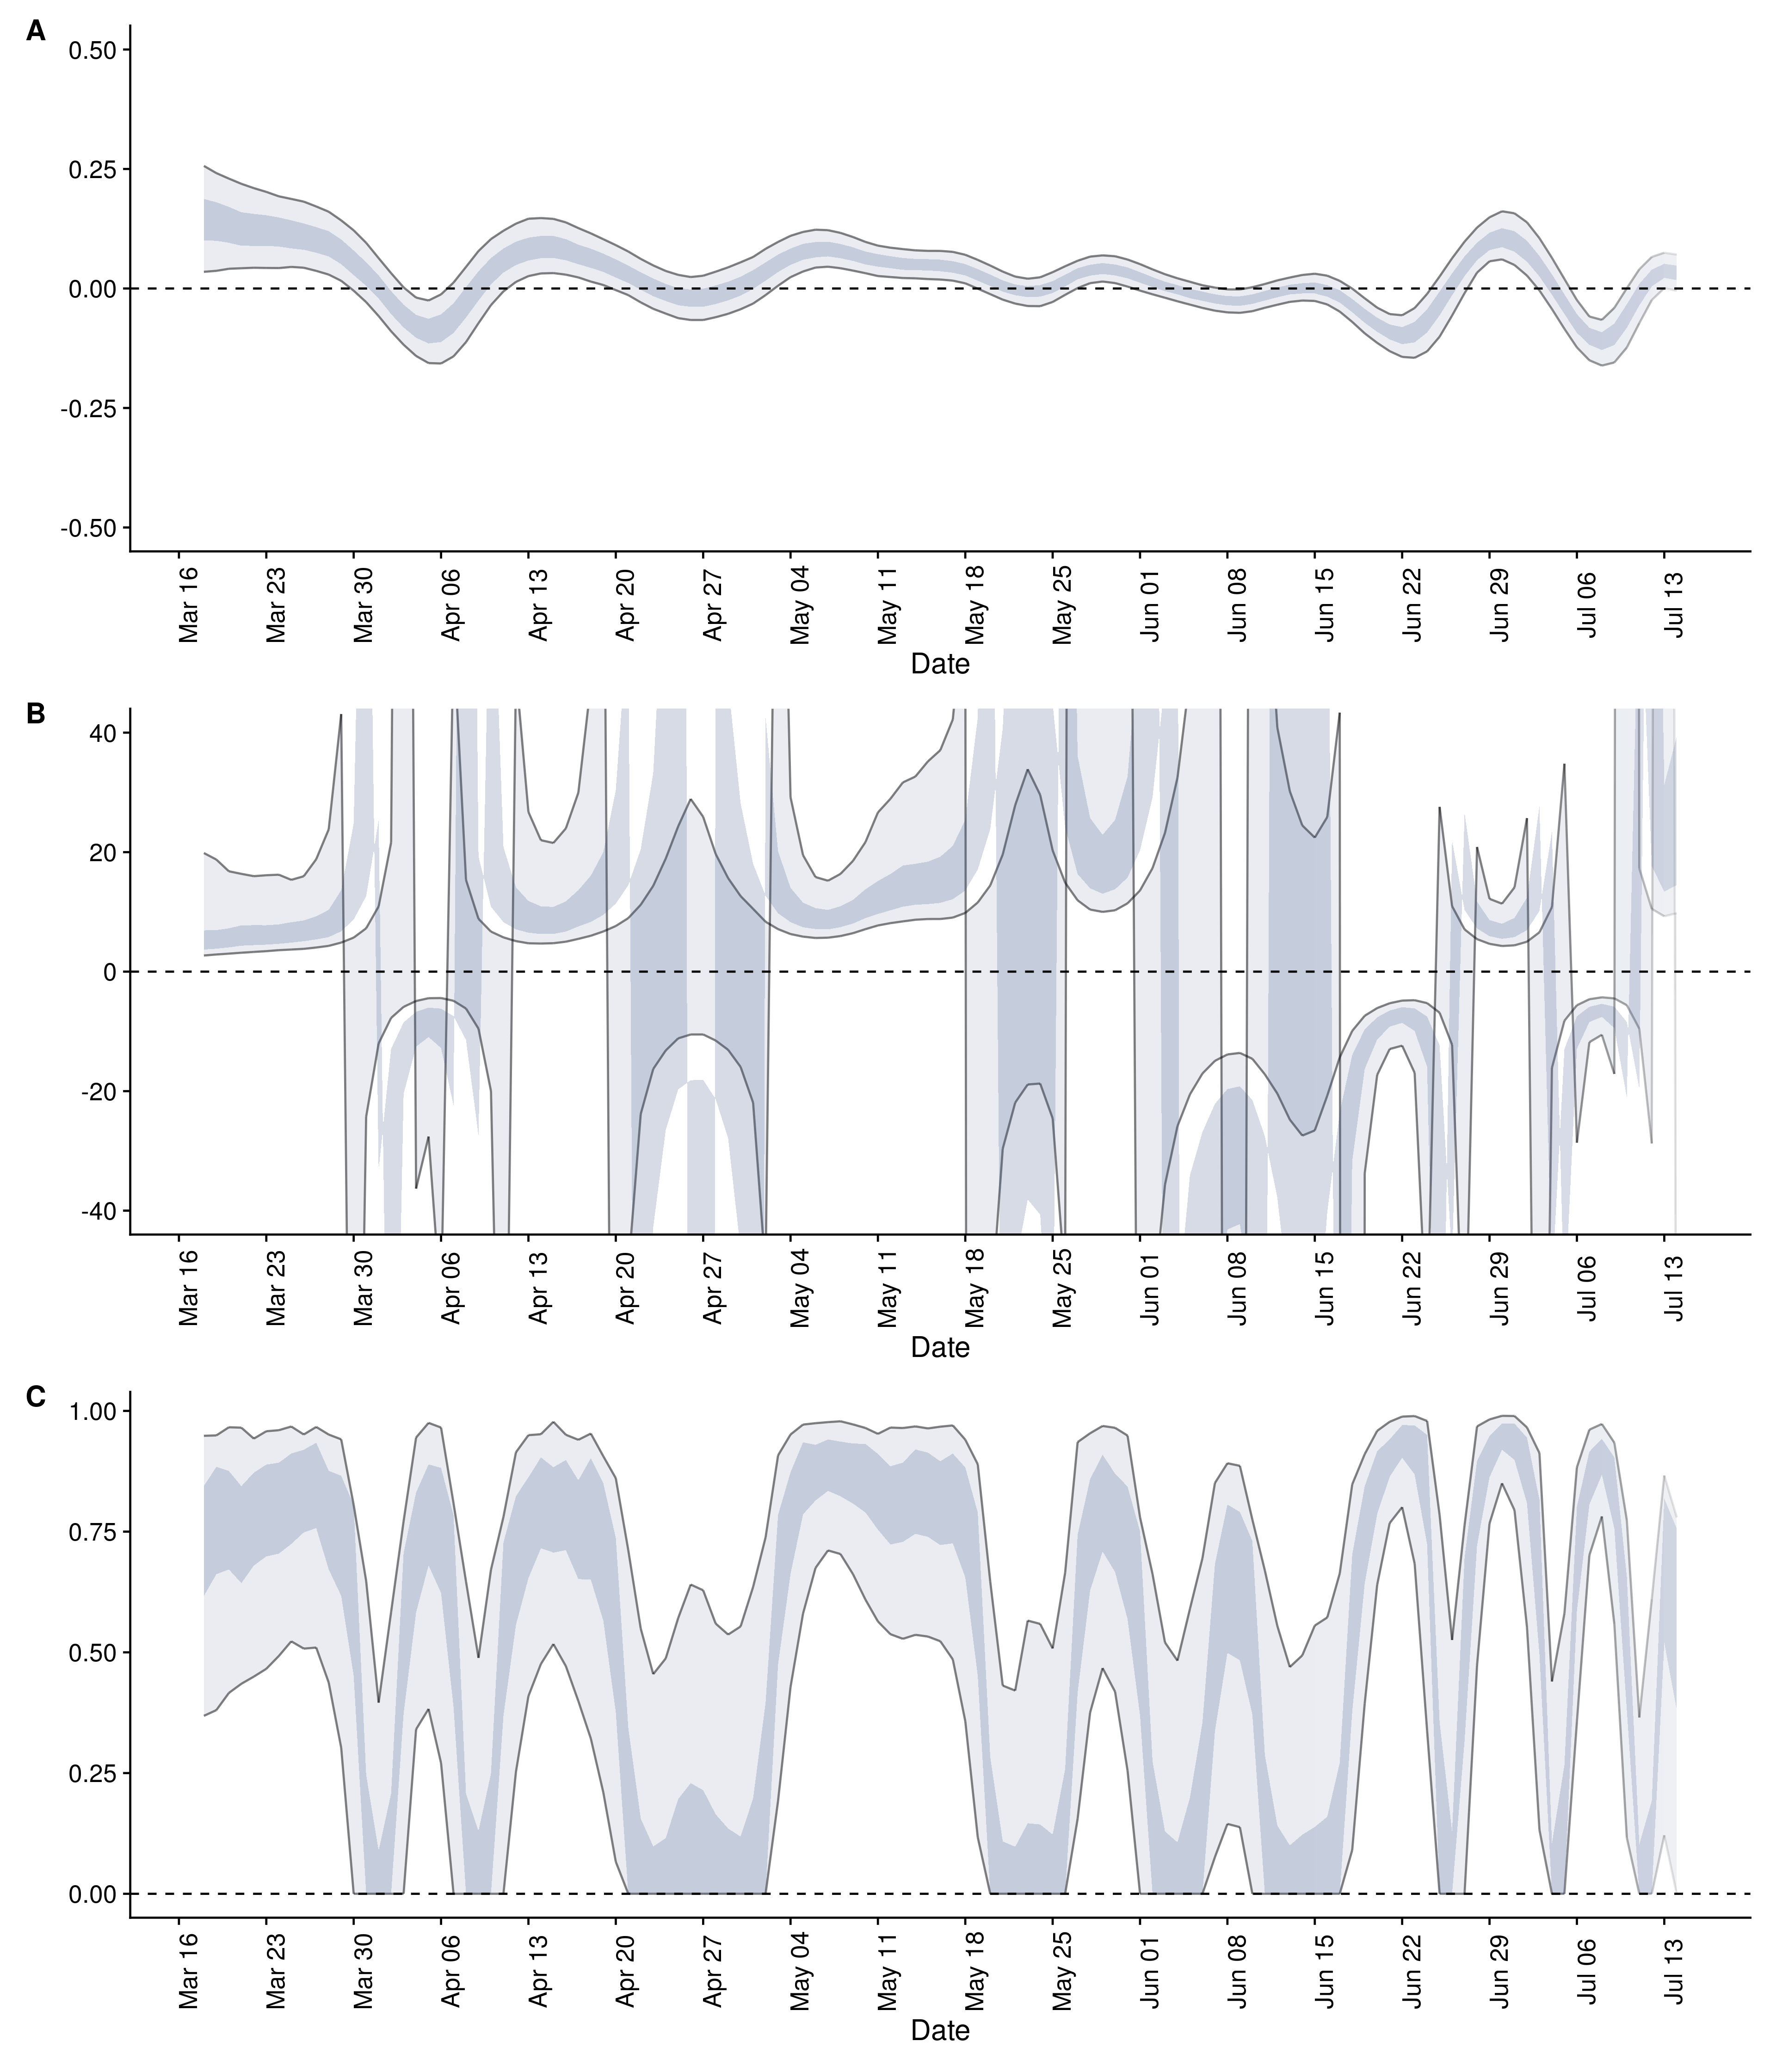 A
0.50
0.25
0.00
-0.25
-0.50
Mar 16
Mar 23
Mar 30
Apr 06
Apr 13
Apr 20
Apr 27
May 04
May 11
May 18
May 25
Jun 01
Jun 08
Jun 15
Jun 22
Jun 29
Jul 06
Jul 13
Date
B
40
20
0
-20
-40
Mar 16
Mar 23
Mar 30
Apr 06
Apr 13
Apr 20
Apr 27
May 04
May 11
May 18
May 25
Jun 01
Jun 08
Jun 15
Jun 22
Jun 29
Jul 06
Jul 13
Date
C
1.00
0.75
0.50
0.25
0.00
Mar 16
Mar 23
Mar 30
Apr 06
Apr 13
Apr 20
Apr 27
May 04
May 11
May 18
May 25
Jun 01
Jun 08
Jun 15
Jun 22
Jun 29
Jul 06
Jul 13
Date